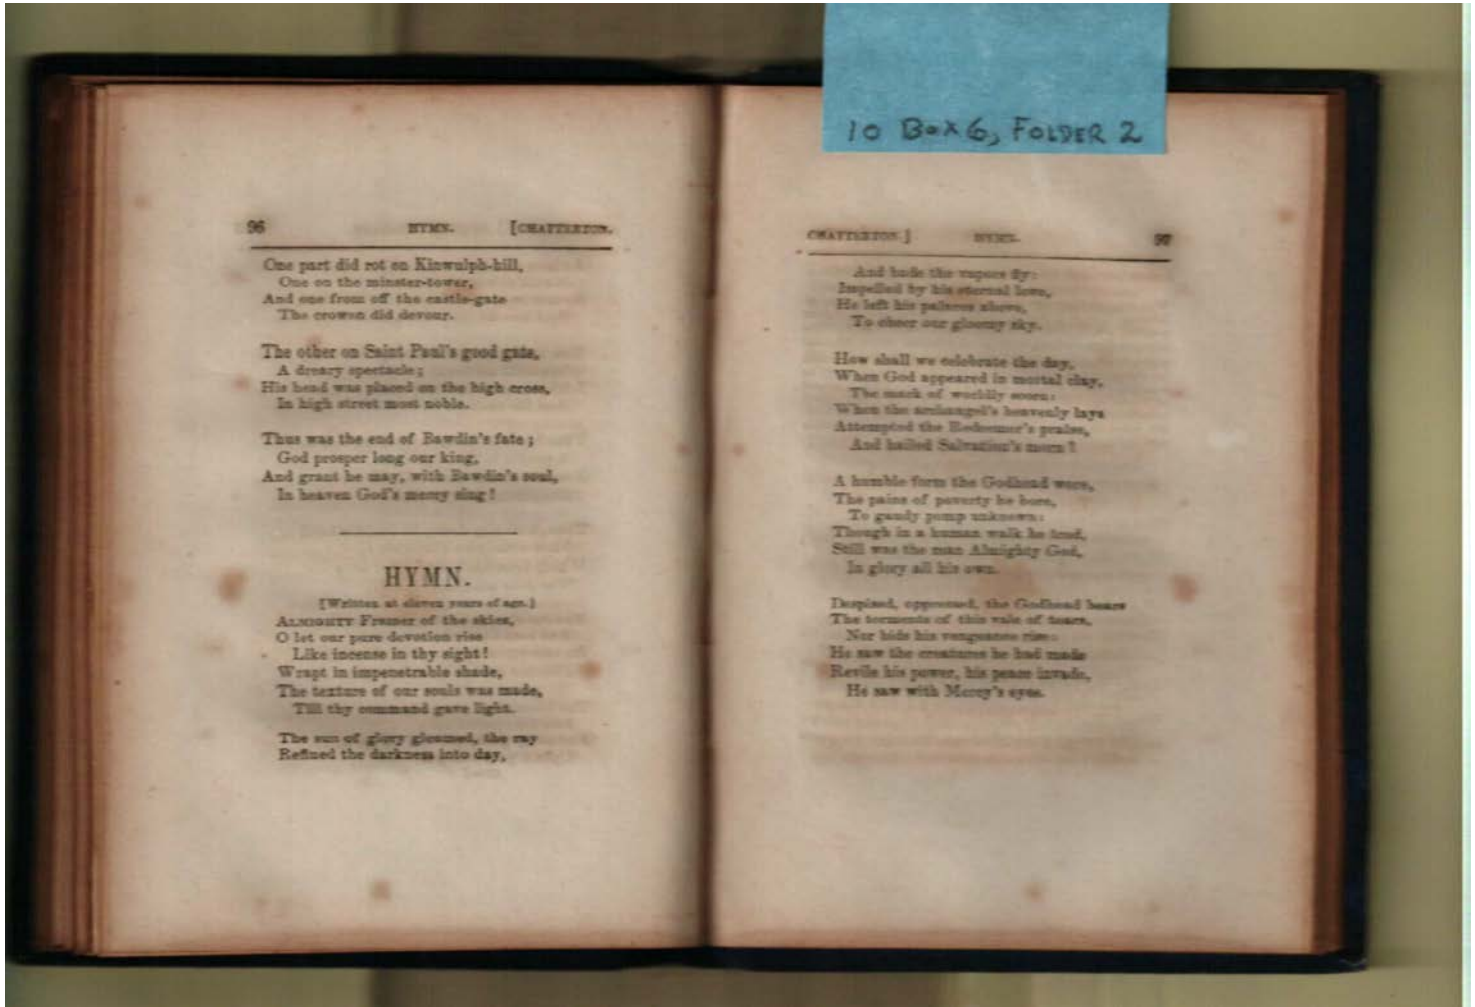 10 BOX 6, FOLDER 2
96 HYMN. [CHATTERTON.
One part did rot on Kinwulph-hill,
One on the minster-tower,
And one from off the castle-gate
The crowen did devour.
The other on Saint Paul's good gate,
A dreary spectacle;
His head was placed on the high cross,
In high street most noble.
Thus was the end of Bawdin's fate;
God prosper long our king,
And grant he may, with Bawdin's soul,
In heaven God's mercy sing!
HYMN.
[Written at eleven years of age.]
ALMIGHTY Framer of the skies,
O let our pure devotion rise
Like incense in thy sight!
Wrapt in impenetrable shade,
The texture of our souls was made,
Till thy command gave light.
The sun of glory gleamed, the ray
Refined the darkness into day,
CHATTERTON.] HYMN. 97
And bade the vapors fly:
Impelled by his eternal love,
He left his palaces above,
To cheer our gloomy sky.
How shall we celebrate the day,
When God appeared in mortal clay,
The mark of worldly scorn:
When the archangel's heavenly lays
Attempted the Redeemer's praise,
And hailed Salvation's morn?
A humble form the Godhead wore,
The pains of poverty he bore,
To gaudy pomp unknown:
Though in a human walk he trod,
Still was the man Almighty God,
In glory all his own.
Despised, oppressed, the Godhead bears
The torments of this vale of tears,
Nor bids his vengeance rise:
He saw the creatures he had made
Revile his power, his peace invade,
He saw with Mercy's eyes.